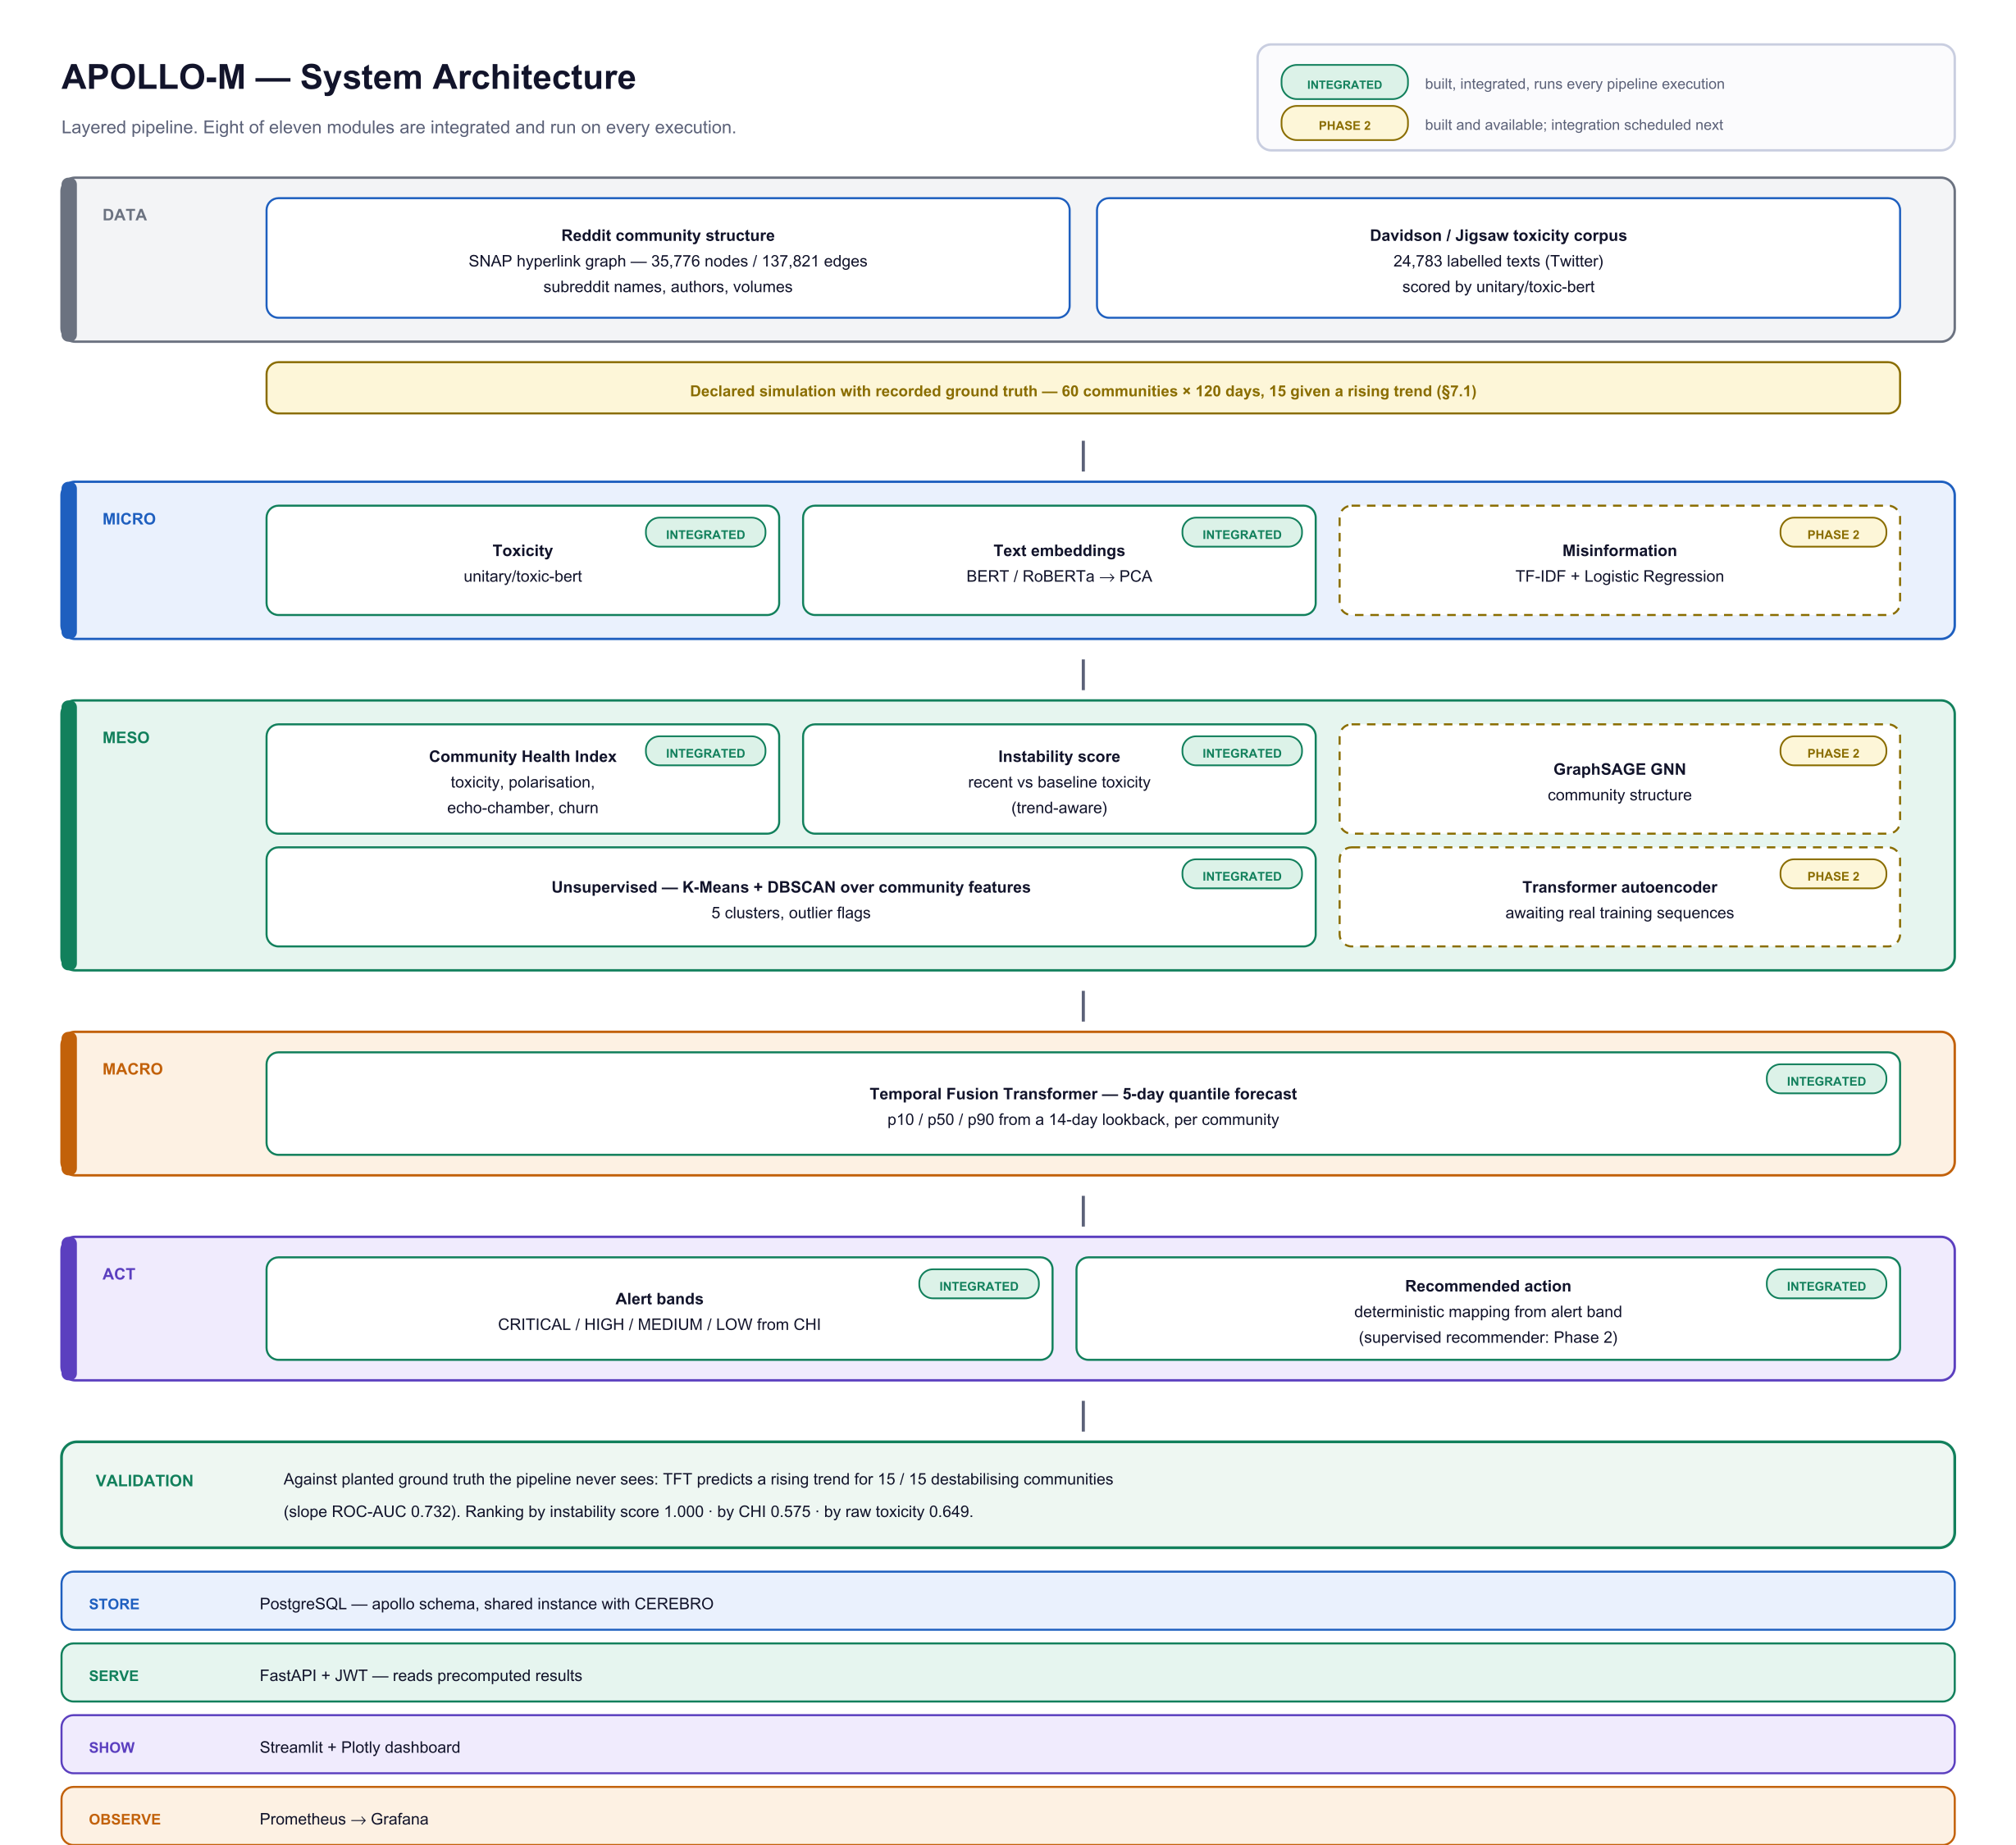 APOLLO-M — System Architecture
Layered pipeline. Eight of eleven modules are integrated and run on every execution.
INTEGRATED built, integrated, runs every pipeline execution
PHASE 2 built and available; integration scheduled next
DATA
Reddit community structure
SNAP hyperlink graph — 35,776 nodes / 137,821 edges
subreddit names, authors, volumes
Davidson / Jigsaw toxicity corpus
24,783 labelled texts (Twitter)
scored by unitary/toxic-bert
Declared simulation with recorded ground truth — 60 communities × 120 days, 15 given a rising trend (§7.1)
MICRO
INTEGRATED
Toxicity
unitary/toxic-bert
INTEGRATED
Text embeddings
BERT / RoBERTa → PCA
PHASE 2
Misinformation
TF-IDF + Logistic Regression
MESO
INTEGRATED
Community Health Index
toxicity, polarisation,
echo-chamber, churn
INTEGRATED
Instability score
recent vs baseline toxicity
(trend-aware)
PHASE 2
GraphSAGE GNN
community structure
INTEGRATED
Unsupervised — K-Means + DBSCAN over community features
5 clusters, outlier flags
PHASE 2
Transformer autoencoder
awaiting real training sequences
MACRO
INTEGRATED
Temporal Fusion Transformer — 5-day quantile forecast
p10 / p50 / p90 from a 14-day lookback, per community
ACT
INTEGRATED
Alert bands
CRITICAL / HIGH / MEDIUM / LOW from CHI
INTEGRATED
Recommended action
deterministic mapping from alert band
(supervised recommender: Phase 2)
VALIDATION
Against planted ground truth the pipeline never sees: TFT predicts a rising trend for 15 / 15 destabilising communities
(slope ROC-AUC 0.732). Ranking by instability score 1.000 · by CHI 0.575 · by raw toxicity 0.649.
STORE PostgreSQL — apollo schema, shared instance with CEREBRO
SERVE FastAPI + JWT — reads precomputed results
SHOW Streamlit + Plotly dashboard
OBSERVE Prometheus → Grafana